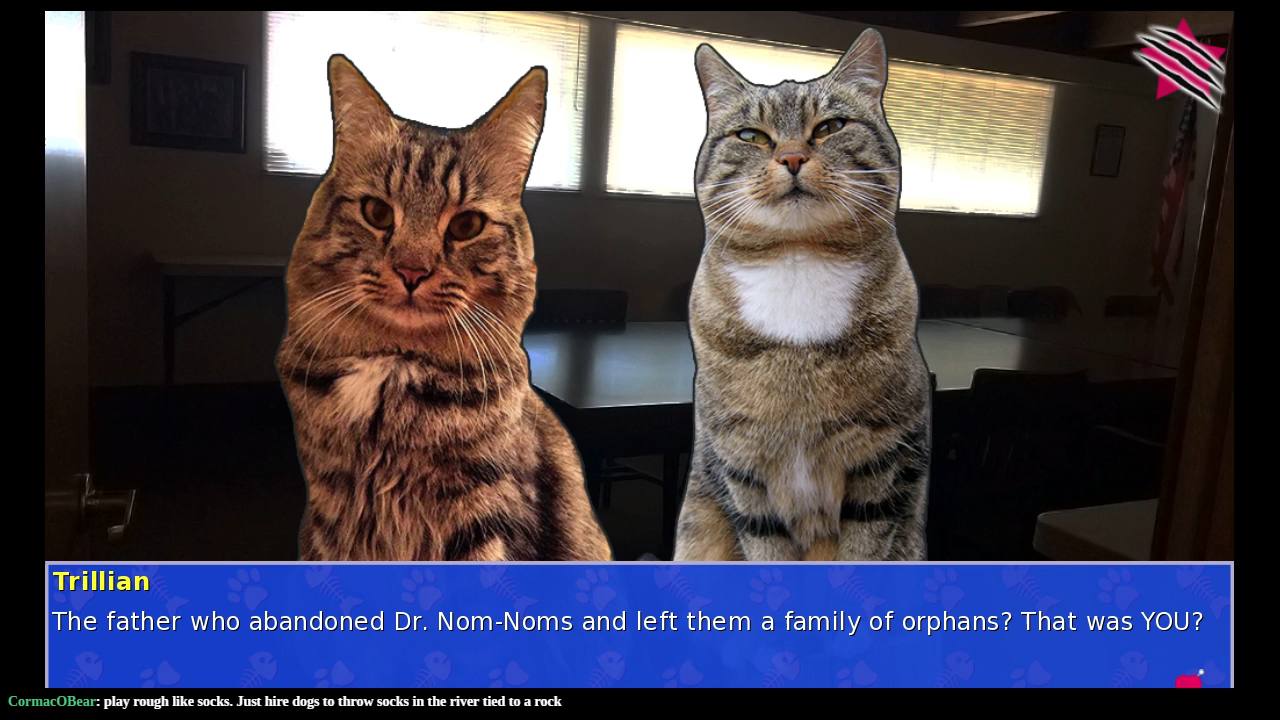 Trillian
The father who abandoned Dr. Nom-Noms and left them a family of orphans? That was YOU?
CormacOBear: play rough like socks. Just hire dogs to throw socks in the river tied to a rock